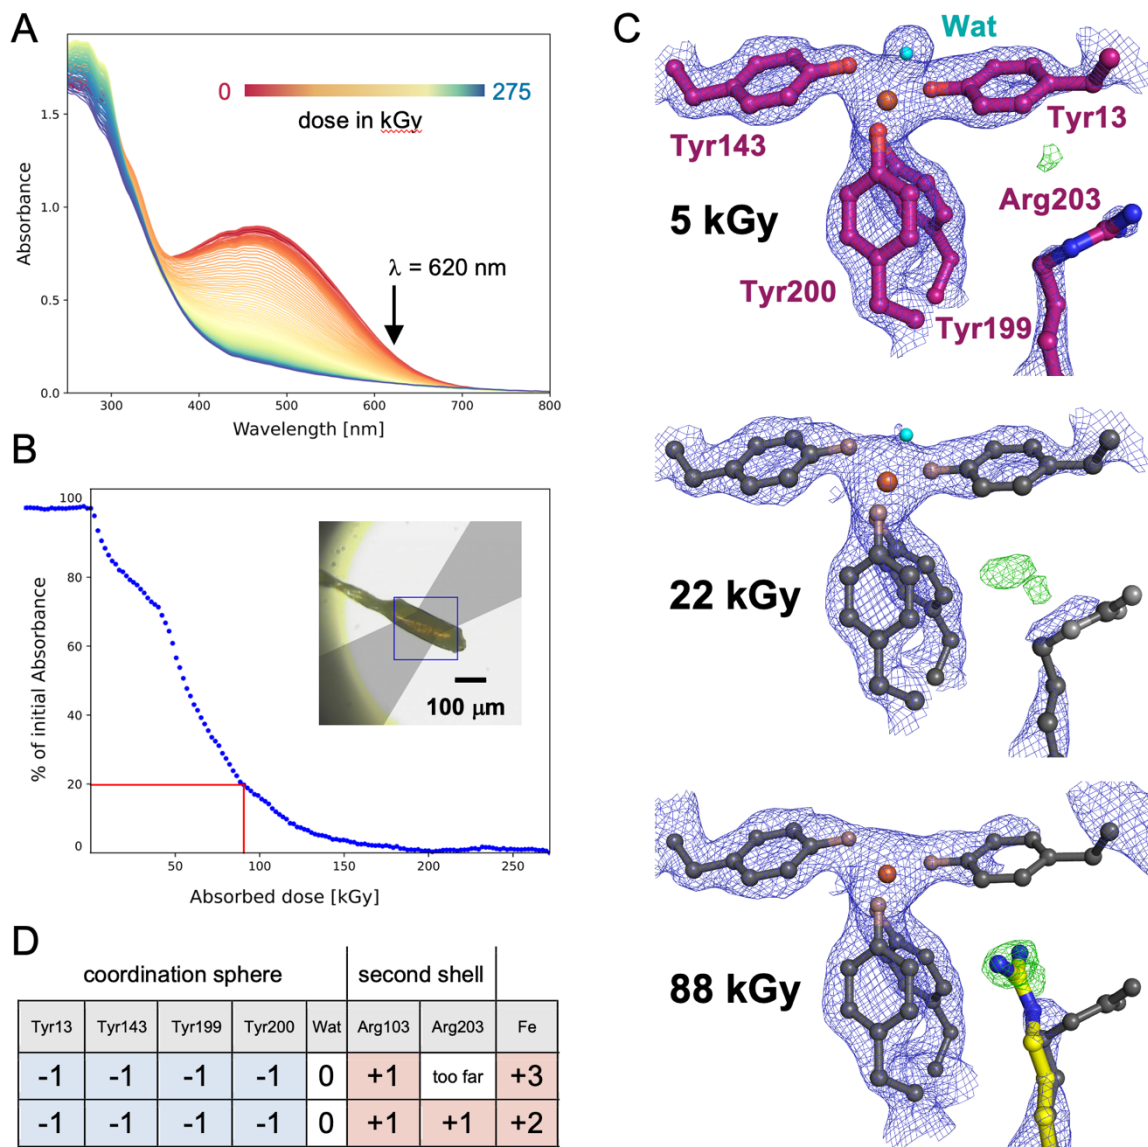 A
0
275
dose in kGy
λ = 620 nm
Absorbance
1.5
1.0
0.5
0.0
300 400 500 600 700 800
Wavelength [nm]
B
% of initial Absorbance
100
80
60
40
20
0
100 μm
50 100 150 200 250
Absorbed dose [kGy]
C
Wat
Tyr143
Tyr13
5 kGy
Arg203
Tyr200
Tyr199
22 kGy
88 kGy
D
coordination sphere second shell
Tyr13 Tyr143 Tyr199 Tyr200 Wat Arg103 Arg203 Fe
-1 -1 -1 -1 0 +1 too far +3
-1 -1 -1 -1 0 +1 +1 +2